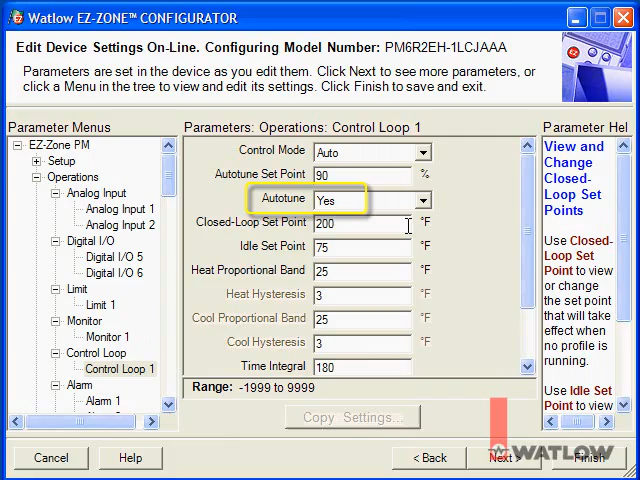 Watlow EZ-ZONE™ CONFIGURATOR
Edit Device Settings On-Line. Configuring Model Number: PM6R2EH-1LCJAAA
Parameters are set in the device as you edit them. Click Next to see more parameters, or
click a Menu in the tree to view and edit its settings. Click Finish to save and exit.
Parameter Menus
EZ-Zone PM
Setup
Operations
Analog Input
Analog Input 1
Analog Input 2
Digital I/O
Digital I/O 5
Digital I/O 6
Limit
Limit 1
Monitor
Monitor 1
Control Loop
Control Loop 1
Alarm
Alarm 1
Parameters: Operations: Control Loop 1
Control Mode Auto
Autotune Set Point 90 %
Autotune Yes
Closed-Loop Set Point 200 °F
Idle Set Point 75 °F
Heat Proportional Band 25 °F
Heat Hysteresis 3 °F
Cool Proportional Band 25 °F
Cool Hysteresis 3 °F
Time Integral 180
Range: -1999 to 9999
Copy Settings...
Parameter Hel
View and
Change
Closed-
Loop Set
Points
Use Closed-
Loop Set
Point to view
or change
the set point
that will take
effect when
no profile is
running.
Use Idle Set
Point to view
Cancel Help < Back Next > Finish
WATLOW